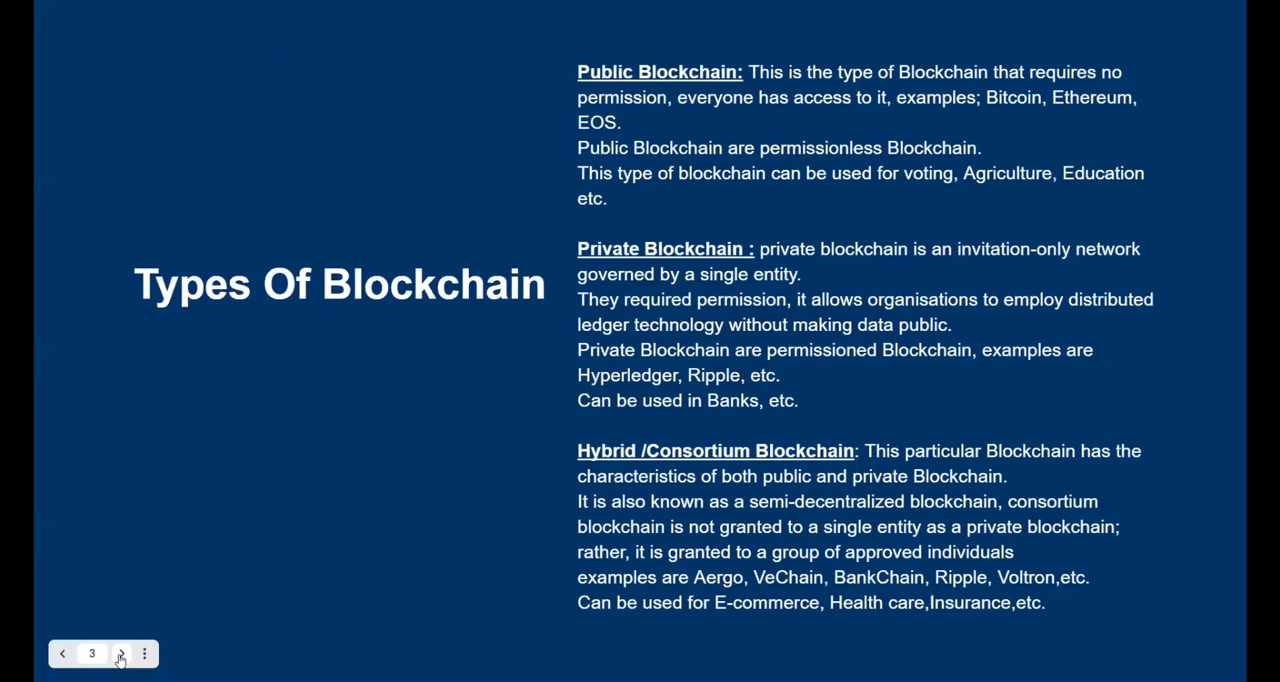 Types Of Blockchain
Public Blockchain: This is the type of Blockchain that requires no
permission, everyone has access to it, examples; Bitcoin, Ethereum,
EOS.
Public Blockchain are permissionless Blockchain.
This type of blockchain can be used for voting, Agriculture, Education
etc.
Private Blockchain : private blockchain is an invitation-only network
governed by a single entity.
They required permission, it allows organisations to employ distributed
ledger technology without making data public.
Private Blockchain are permissioned Blockchain, examples are
Hyperledger, Ripple, etc.
Can be used in Banks, etc.
Hybrid /Consortium Blockchain: This particular Blockchain has the
characteristics of both public and private Blockchain.
It is also known as a semi-decentralized blockchain, consortium
blockchain is not granted to a single entity as a private blockchain;
rather, it is granted to a group of approved individuals
examples are Aergo, VeChain, BankChain, Ripple, Voltron,etc.
Can be used for E-commerce, Health care,Insurance,etc.
3